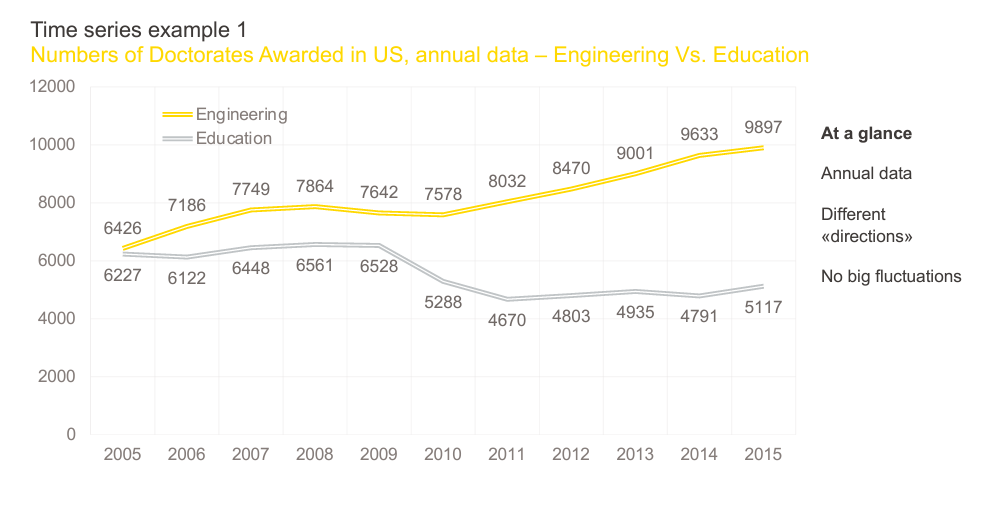 Time series example 1
Numbers of Doctorates Awarded in US, annual data – Engineering Vs. Education
12000
10000
8000
6000
4000
2000
0
Engineering
Education
6426
7186
7749
7864
7642
7578
8032
8470
9001
9633
9897
6227
6122
6448
6561
6528
5288
4670
4803
4935
4791
5117
2005 2006 2007 2008 2009 2010 2011 2012 2013 2014 2015
At a glance
Annual data
Different
«directions»
No big fluctuations